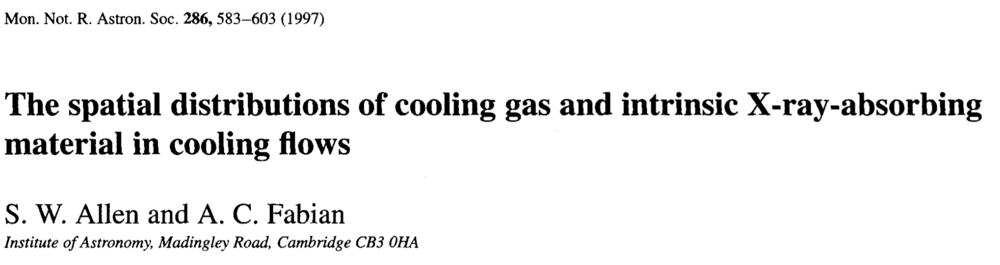 Mon. Not. R. Astron. Soc. 286, 583–603 (1997)
The spatial distributions of cooling gas and intrinsic X-ray-absorbing
material in cooling flows
S. W. Allen and A. C. Fabian
Institute of Astronomy, Madingley Road, Cambridge CB3 0HA